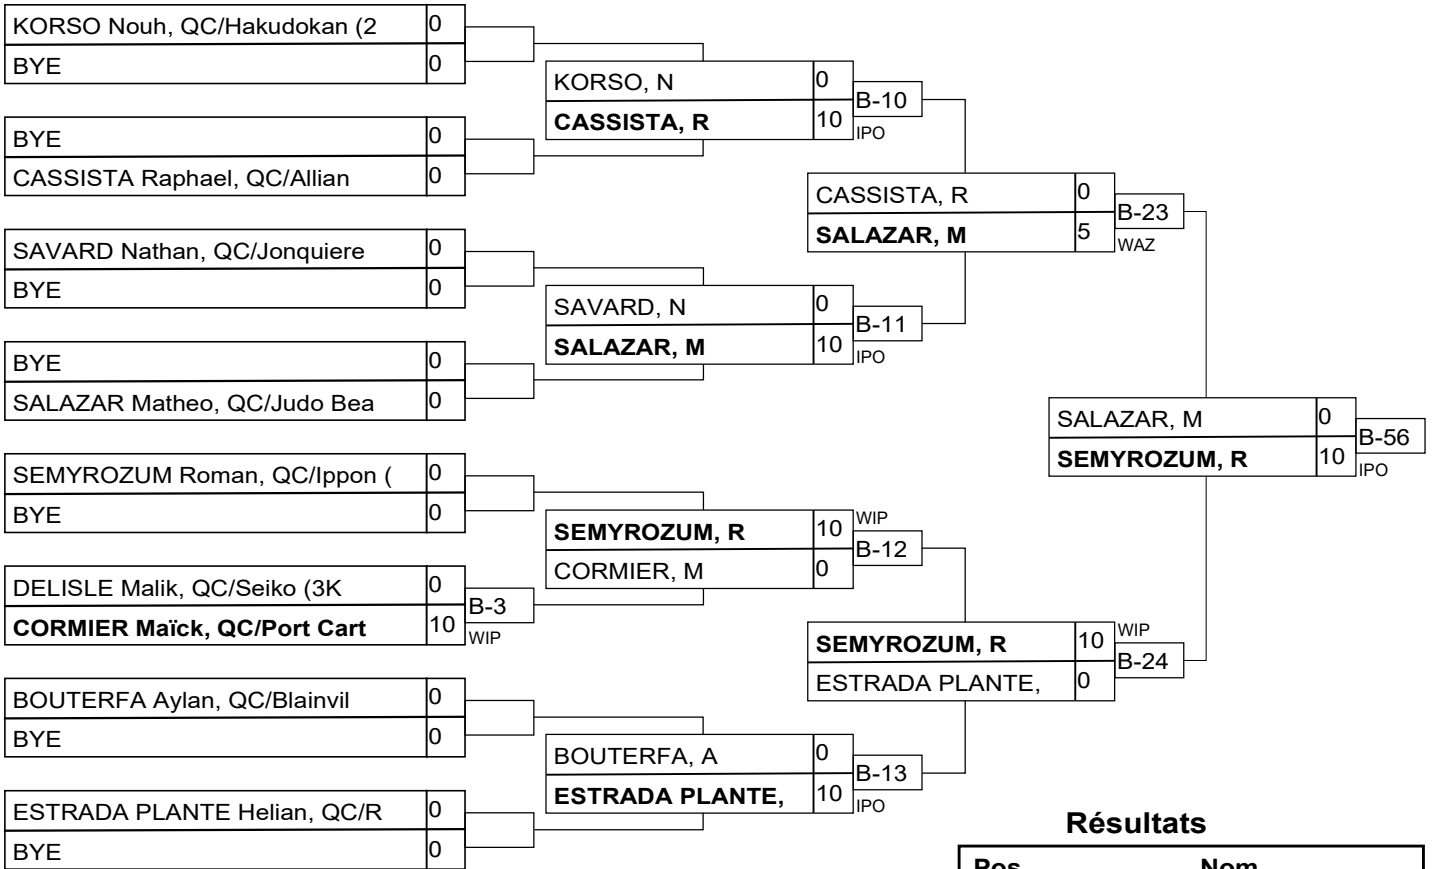 KORSO Nouh, QC/Hakudokan (2 0
BYE 0
BYE 0
CASSISTA Raphael, QC/Allian 0
SAVARD Nathan, QC/Jonquiere 0
BYE 0
BYE 0
SALAZAR Matheo, QC/Judo Bea 0
SEMYROZUM Roman, QC/Ippon ( 0
BYE 0
DELISLE Malik, QC/Seiko (3K 0
B-3
CORMIER Maïck, QC/Port Cart 10
WIP
BOUTERFA Aylan, QC/Blainvil 0
BYE 0
ESTRADA PLANTE Helian, QC/R 0
BYE 0
KORSO, N 0
B-10
CASSISTA, R 10
IPO
SAVARD, N 0
B-11
SALAZAR, M 10
IPO
WIP
SEMYROZUM, R 10
B-12
CORMIER, M 0
BOUTERFA, A 0
B-13
ESTRADA PLANTE, 10
IPO
CASSISTA, R 0
B-23
SALAZAR, M 5
WAZ
WIP
SEMYROZUM, R 10
B-24
ESTRADA PLANTE, 0
SALAZAR, M 0
B-56
SEMYROZUM, R 10
IPO
Résultats
Pos Nom